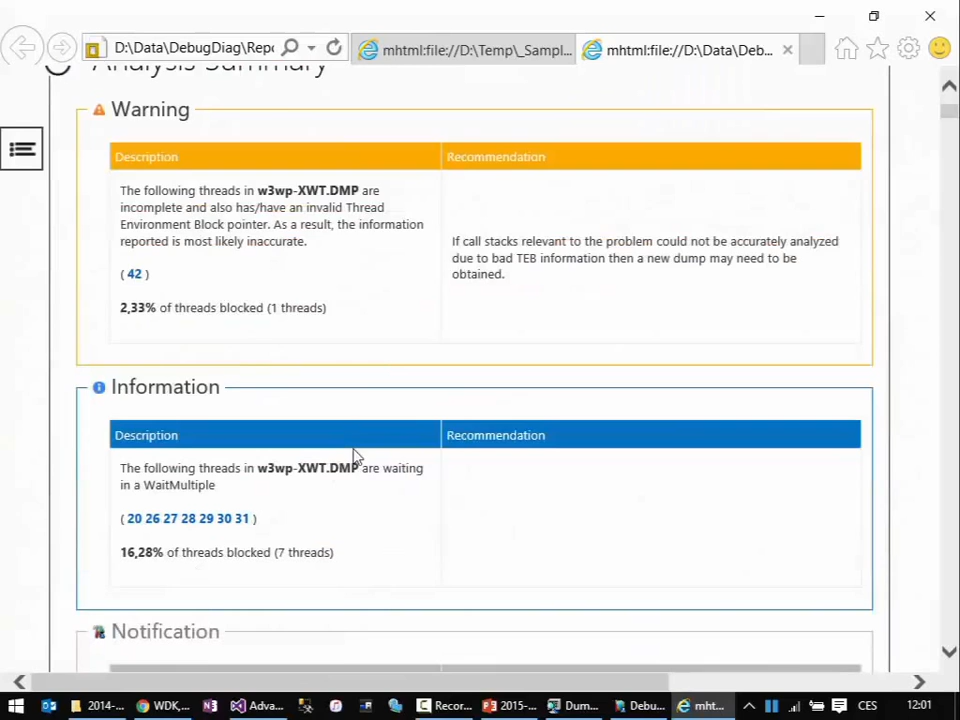 D:\Data\DebugDiag\Repo
mhtml:file://D:\Temp\_Sampl...
mhtml:file://D:\Data\Deb...
Analysis Summary
Warning
Description
Recommendation
The following threads in w3wp-XWT.DMP are
incomplete and also has/have an invalid Thread
Environment Block pointer. As a result, the information
reported is most likely inaccurate.
( 42 )
2,33% of threads blocked (1 threads)
If call stacks relevant to the problem could not be accurately analyzed
due to bad TEB information then a new dump may need to be
obtained.
Information
Description
Recommendation
The following threads in w3wp-XWT.DMP are waiting
in a WaitMultiple
( 20 26 27 28 29 30 31 )
16,28% of threads blocked (7 threads)
Notification
2014-...
WDK,...
Adva...
Recor...
2015-...
Dum...
Debu...
mht...
CES
12:01